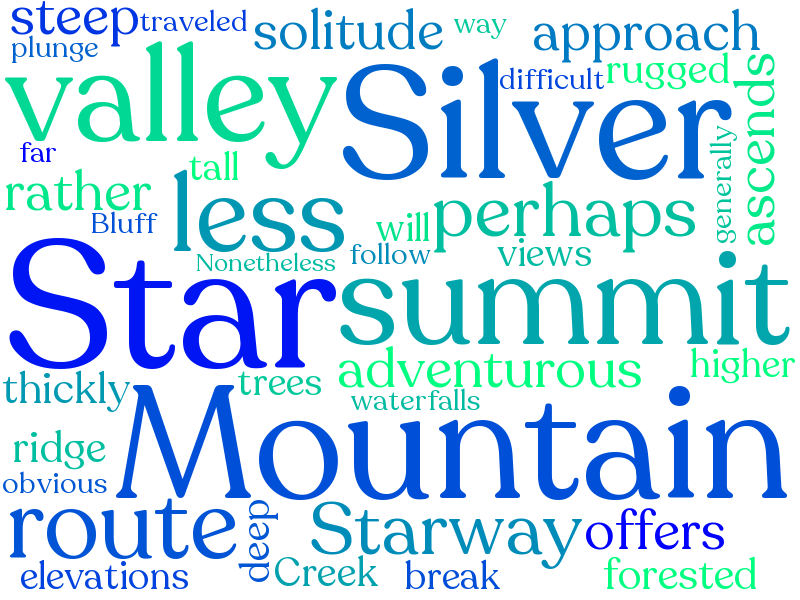 steep
traveled
solitude
way
approach
plunge
valley
Silver
difficult
rugged
ascends
generally
far
tall
rather
less
Bluff
will
perhaps
Nonetheless
follow
views
Star
summit
adventurous
higher
thickly
trees
waterfalls
Mountain
ridge
obvious
route
deep
Starway
offers
elevations
Creek
break
forested